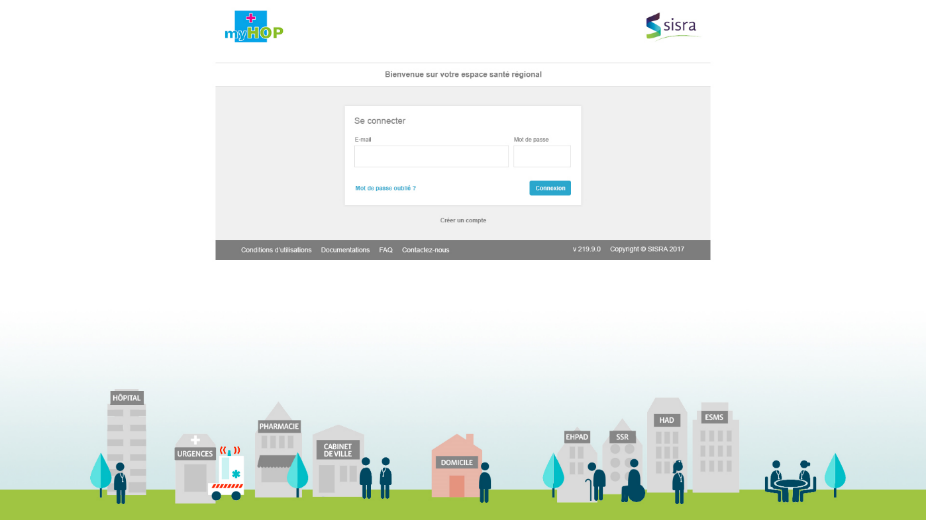 myHOP
sisra
Bienvenue sur votre espace santé régional
Se connecter
E-mail Mot de passe
Mot de passe oublié ? Connexion
Créer un compte
Conditions d'utilisations Documentations FAQ Contactez-nous v 219.9.0 Copyright © SISRA 2017
HÔPITAL
URGENCES
PHARMACIE
CABINET
DE VILLE
DOMICILE
EHPAD
SSR
HAD
ESMS